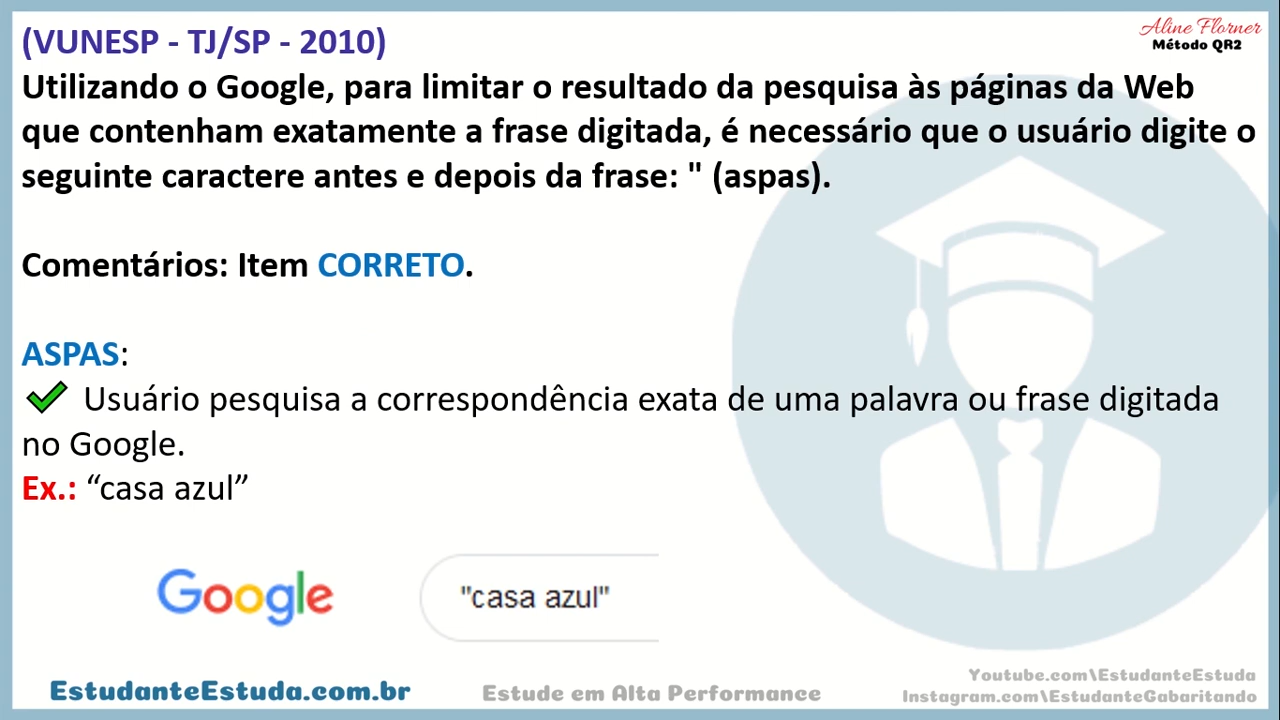 (VUNESP - TJ/SP - 2010)
Aline Florner
Método QR2
Utilizando o Google, para limitar o resultado da pesquisa às páginas da Web
que contenham exatamente a frase digitada, é necessário que o usuário digite o
seguinte caractere antes e depois da frase: " (aspas).
Comentários: Item CORRETO.
ASPAS:
✔ Usuário pesquisa a correspondência exata de uma palavra ou frase digitada
no Google.
Ex.: “casa azul”
Google
"casa azul"
EstudanteEstuda.com.br
Estude em Alta Performance
Youtube.com\EstudanteEstuda
Instagram.com\EstudanteGabaritando